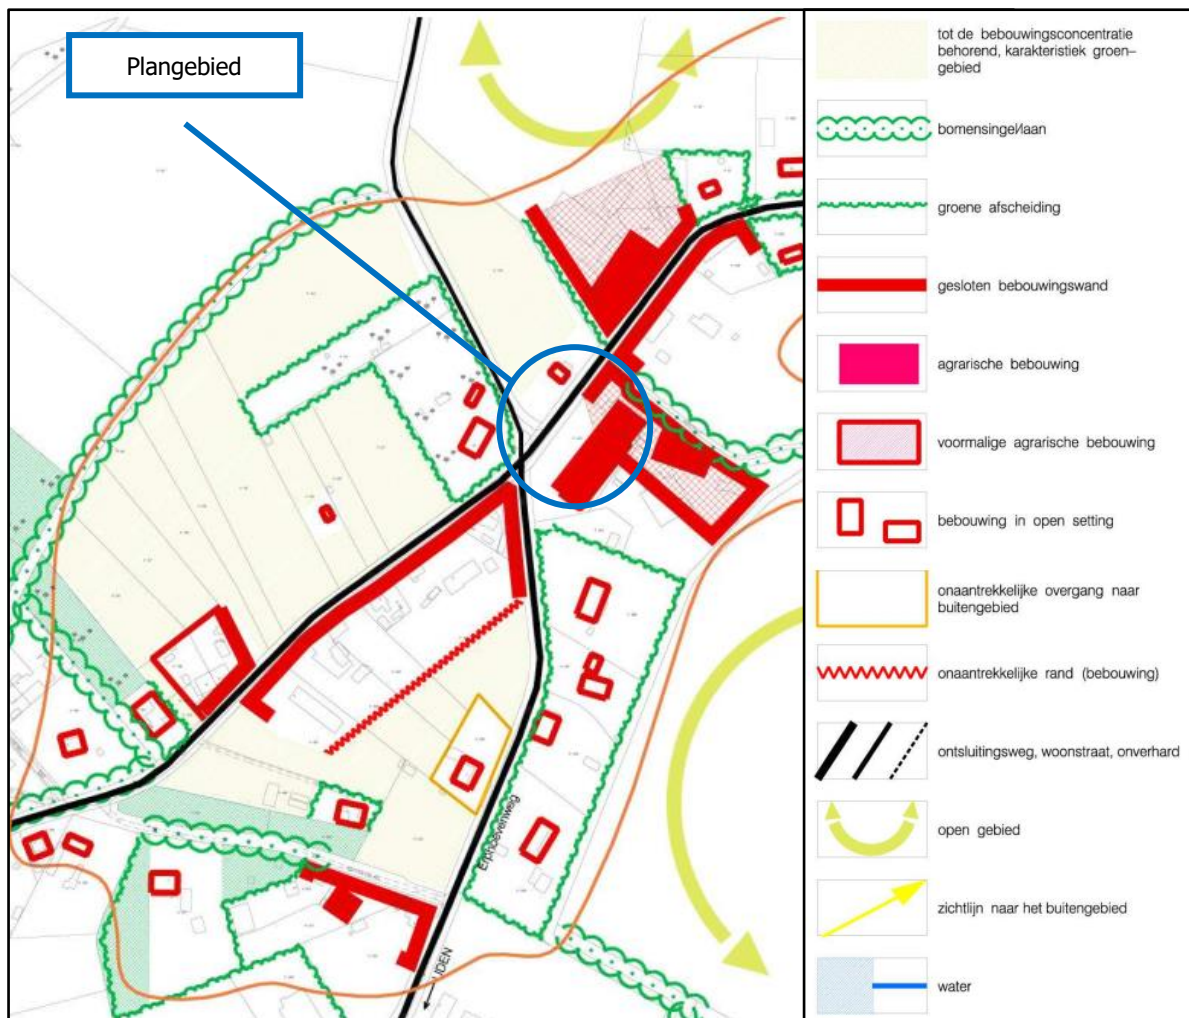 Plangebied
Erphoevenweg
UDEN
tot de bebouwingsconcentratie
behorend, karakteristiek groen-
gebied
bomensingel/laan
groene afscheiding
gesloten bebouwingswand
agrarische bebouwing
voormalige agrarische bebouwing
bebouwing in open setting
onaantrekkelijke overgang naar
buitengebied
onaantrekkelijke rand (bebouwing)
ontsluitingsweg, woonstraat, onverhard
open gebied
zichtlijn naar het buitengebied
water